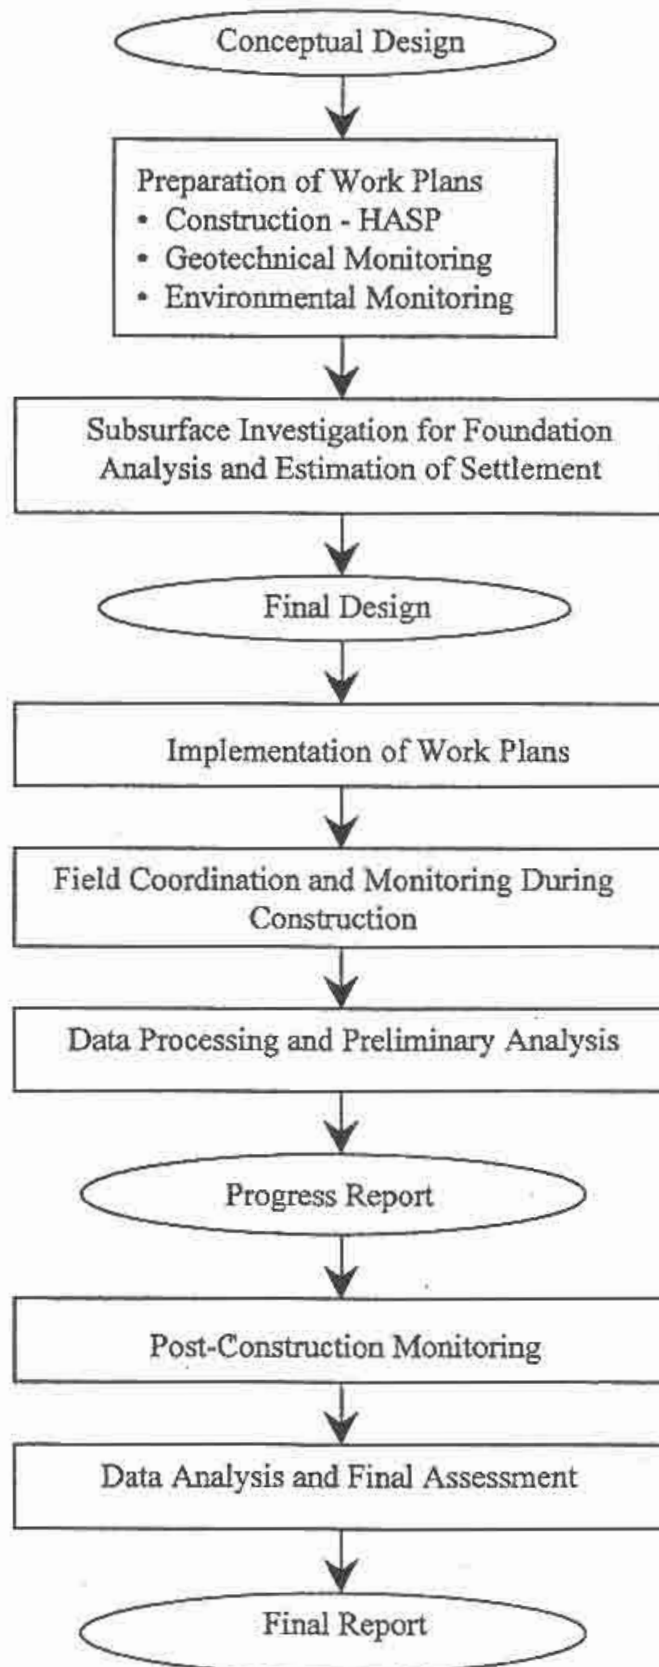 Conceptual Design
Preparation of Work Plans
• Construction - HASP
• Geotechnical Monitoring
• Environmental Monitoring
Subsurface Investigation for Foundation
Analysis and Estimation of Settlement
Final Design
Implementation of Work Plans
Field Coordination and Monitoring During
Construction
Data Processing and Preliminary Analysis
Progress Report
Post-Construction Monitoring
Data Analysis and Final Assessment
Final Report